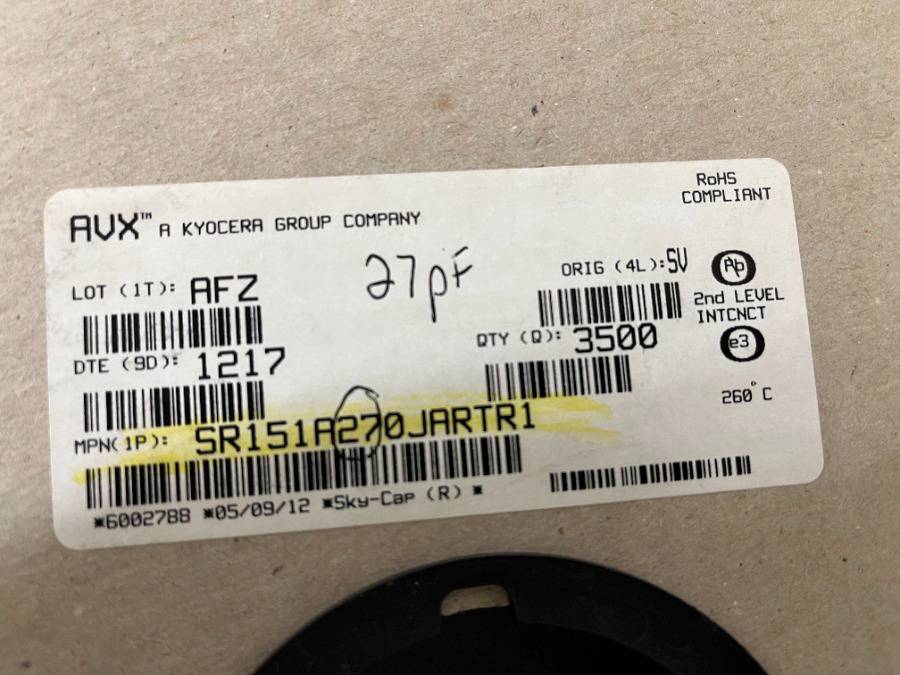 RoHS
COMPLIANT
AVX™ A KYOCERA GROUP COMPANY
27pF
LOT (1T): AFZ
ORIG (4L):SV
Pb
2nd LEVEL
INTCNCT
DTE (9D): 1217
QTY (Q): 3500
e3
260°C
MPN(1P): SR151A270JARTR1
*6002788 *05/09/12 *Sky-Cap (R) *